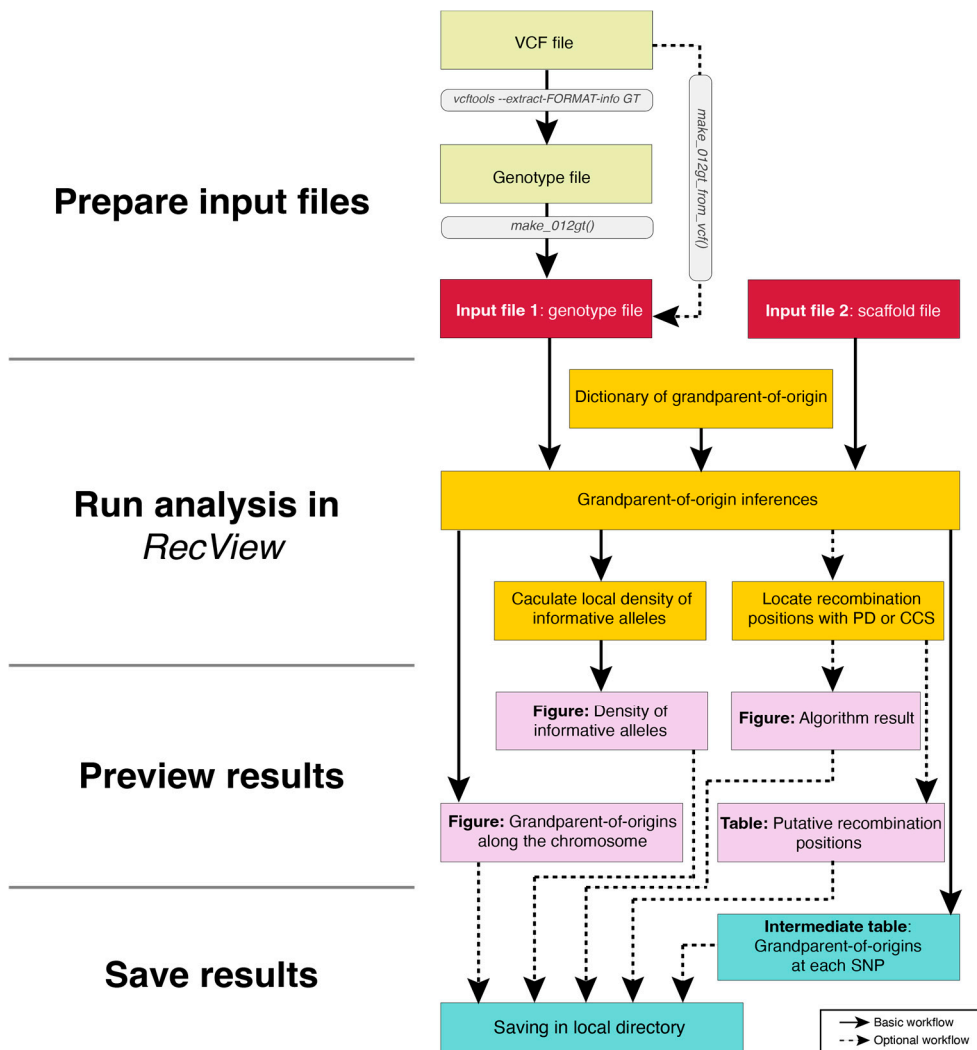 VCF file
vcftools --extract-FORMAT-info GT
make_012gt_from_vcf()
Genotype file
make_012gt()
Prepare input files
Input file 1: genotype file
Input file 2: scaffold file
Dictionary of grandparent-of-origin
Run analysis in
RecView
Grandparent-of-origin inferences
Caculate local density of
informative alleles
Locate recombination
positions with PD or CCS
Figure: Density of
informative alleles
Figure: Algorithm result
Preview results
Figure: Grandparent-of-origins
along the chromosome
Table: Putative recombination
positions
Save results
Intermediate table:
Grandparent-of-origins
at each SNP
Saving in local directory
Basic workflow
Optional workflow